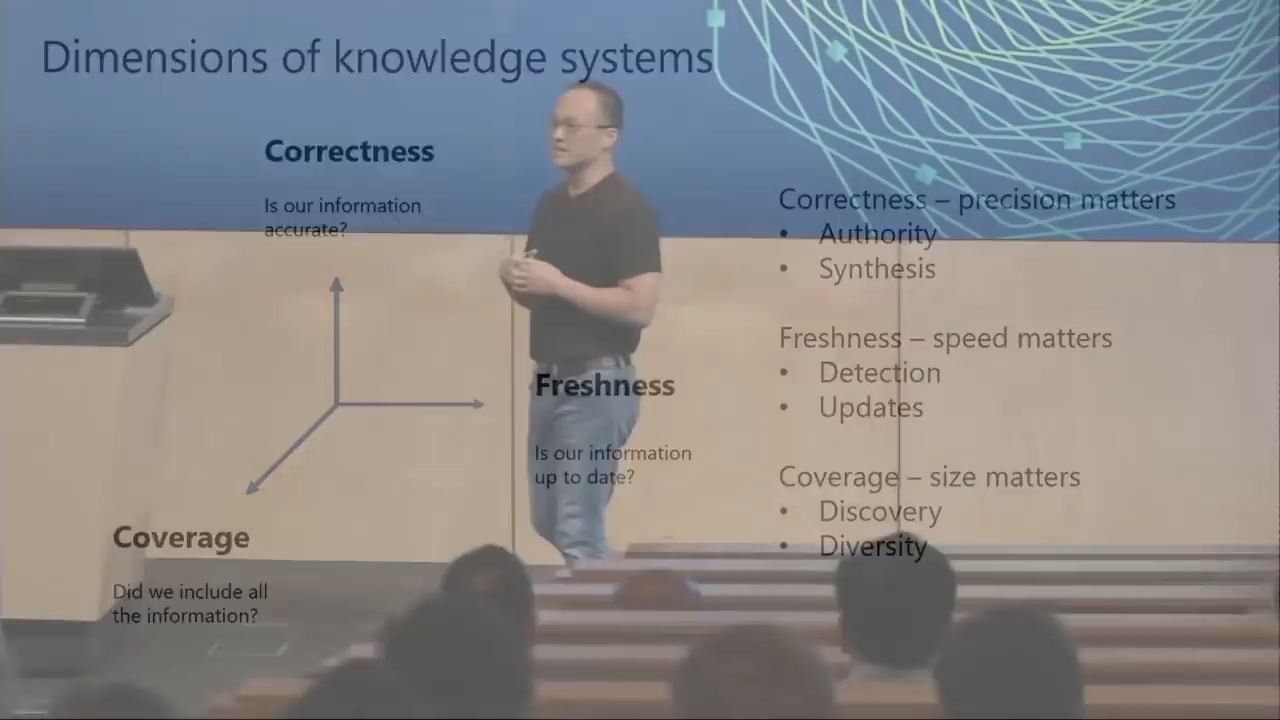 Dimensions of knowledge systems
Correctness
Is our information
accurate?
Freshness
Is our information
up to date?
Coverage
Did we include all
the information?
Correctness – precision matters
• Authority
• Synthesis
Freshness – speed matters
• Detection
• Updates
Coverage – size matters
• Discovery
• Diversity